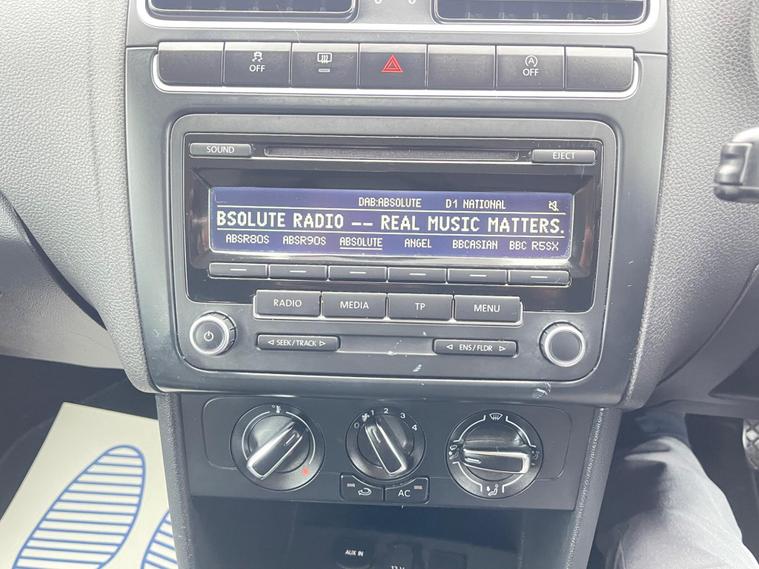 OFF
A
OFF
SOUND
EJECT
DAB:ABSOLUTE D1 NATIONAL
BSOLUTE RADIO -- REAL MUSIC MATTERS.
ABSR80S ABSR90S ABSOLUTE ANGEL BBCASIAN BBC R5SX
RADIO MEDIA TP MENU
SEEK / TRACK
ENS / FLDR
0 1 2 3 4
AC
AUX IN
12 V